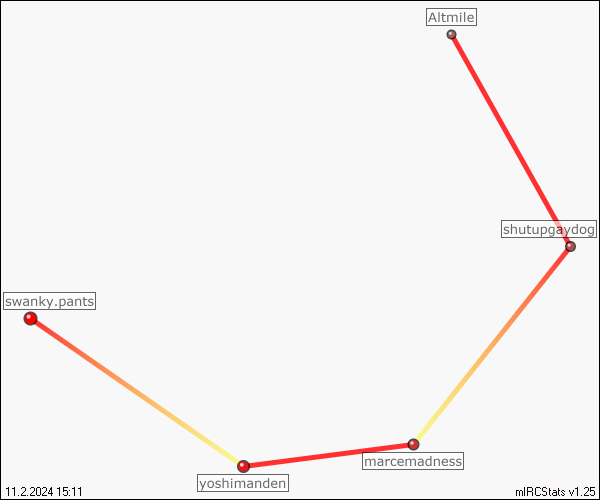 Altmile
shutupgaydog
swanky.pants
marcemadness
yoshimanden
11.2.2024 15:11
mIRCStats v1.25